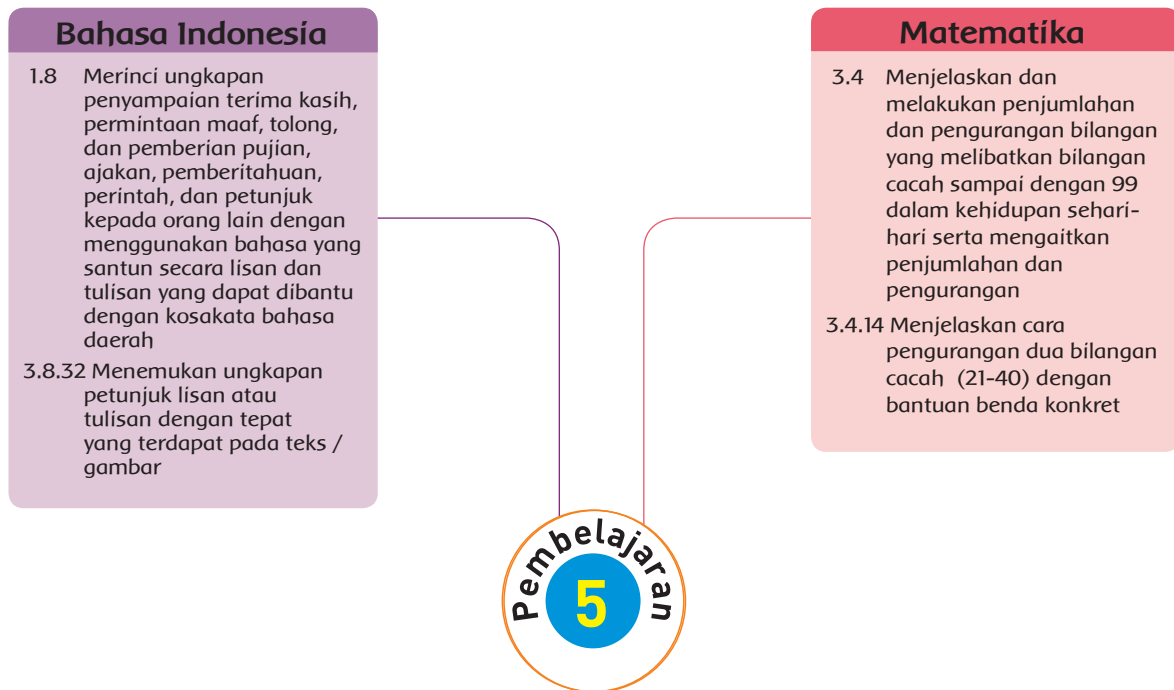 Bahasa Indonesia
1.8 Merinci ungkapan
penyampaian terima kasih,
permintaan maaf, tolong,
dan pemberian pujian,
ajakan, pemberitahuan,
perintah, dan petunjuk
kepada orang lain dengan
menggunakan bahasa yang
santun secara lisan dan
tulisan yang dapat dibantu
dengan kosakata bahasa
daerah
3.8.32 Menemukan ungkapan
petunjuk lisan atau
tulisan dengan tepat
yang terdapat pada teks /
gambar
Matematika
3.4 Menjelaskan dan
melakukan penjumlahan
dan pengurangan bilangan
yang melibatkan bilangan
cacah sampai dengan 99
dalam kehidupan sehari-
hari serta mengaitkan
penjumlahan dan
pengurangan
3.4.14 Menjelaskan cara
pengurangan dua bilangan
cacah (21-40) dengan
bantuan benda konkret
Pembelajaran
5